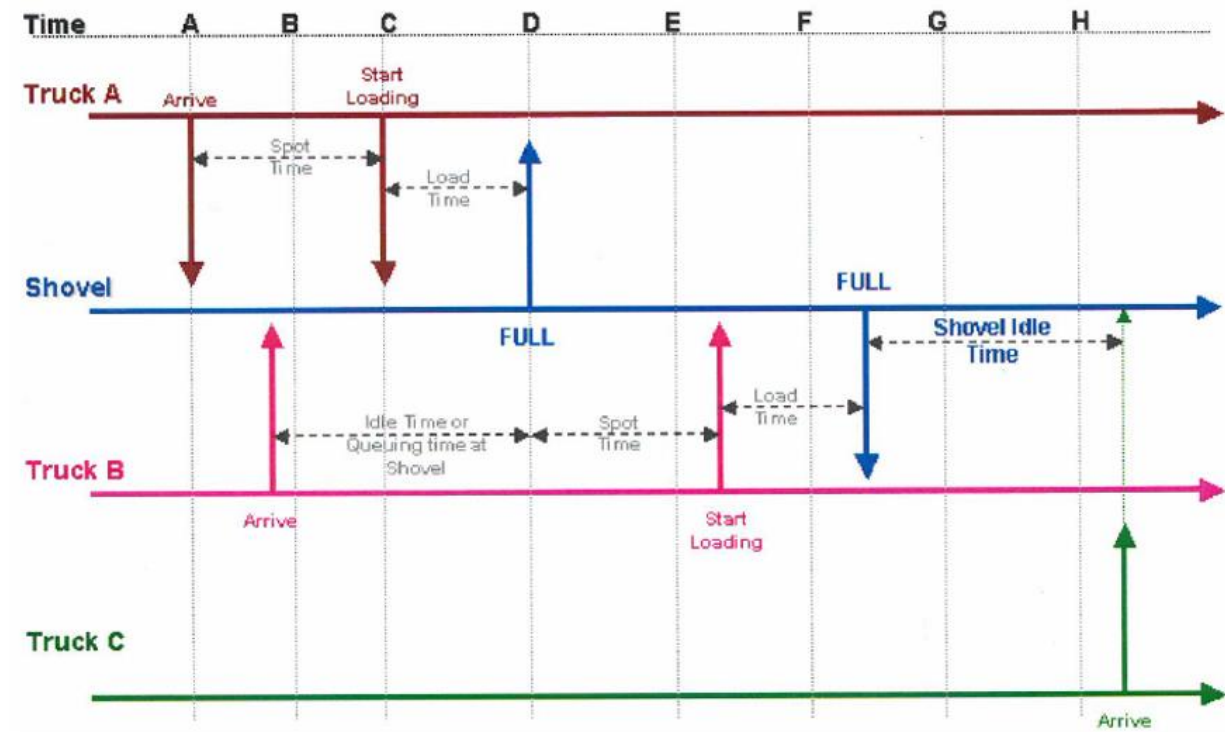 Time A B C D E F G H
Start
Loading
Truck A
Arrive
Spot
Time
Load
Time
Shovel
FULL
FULL
Shovel Idle
Time
Load
Time
Idle Time or
Queuing time at
Shovel
Spot
Time
Truck B
Arrive
Start
Loading
Truck C
Arrive